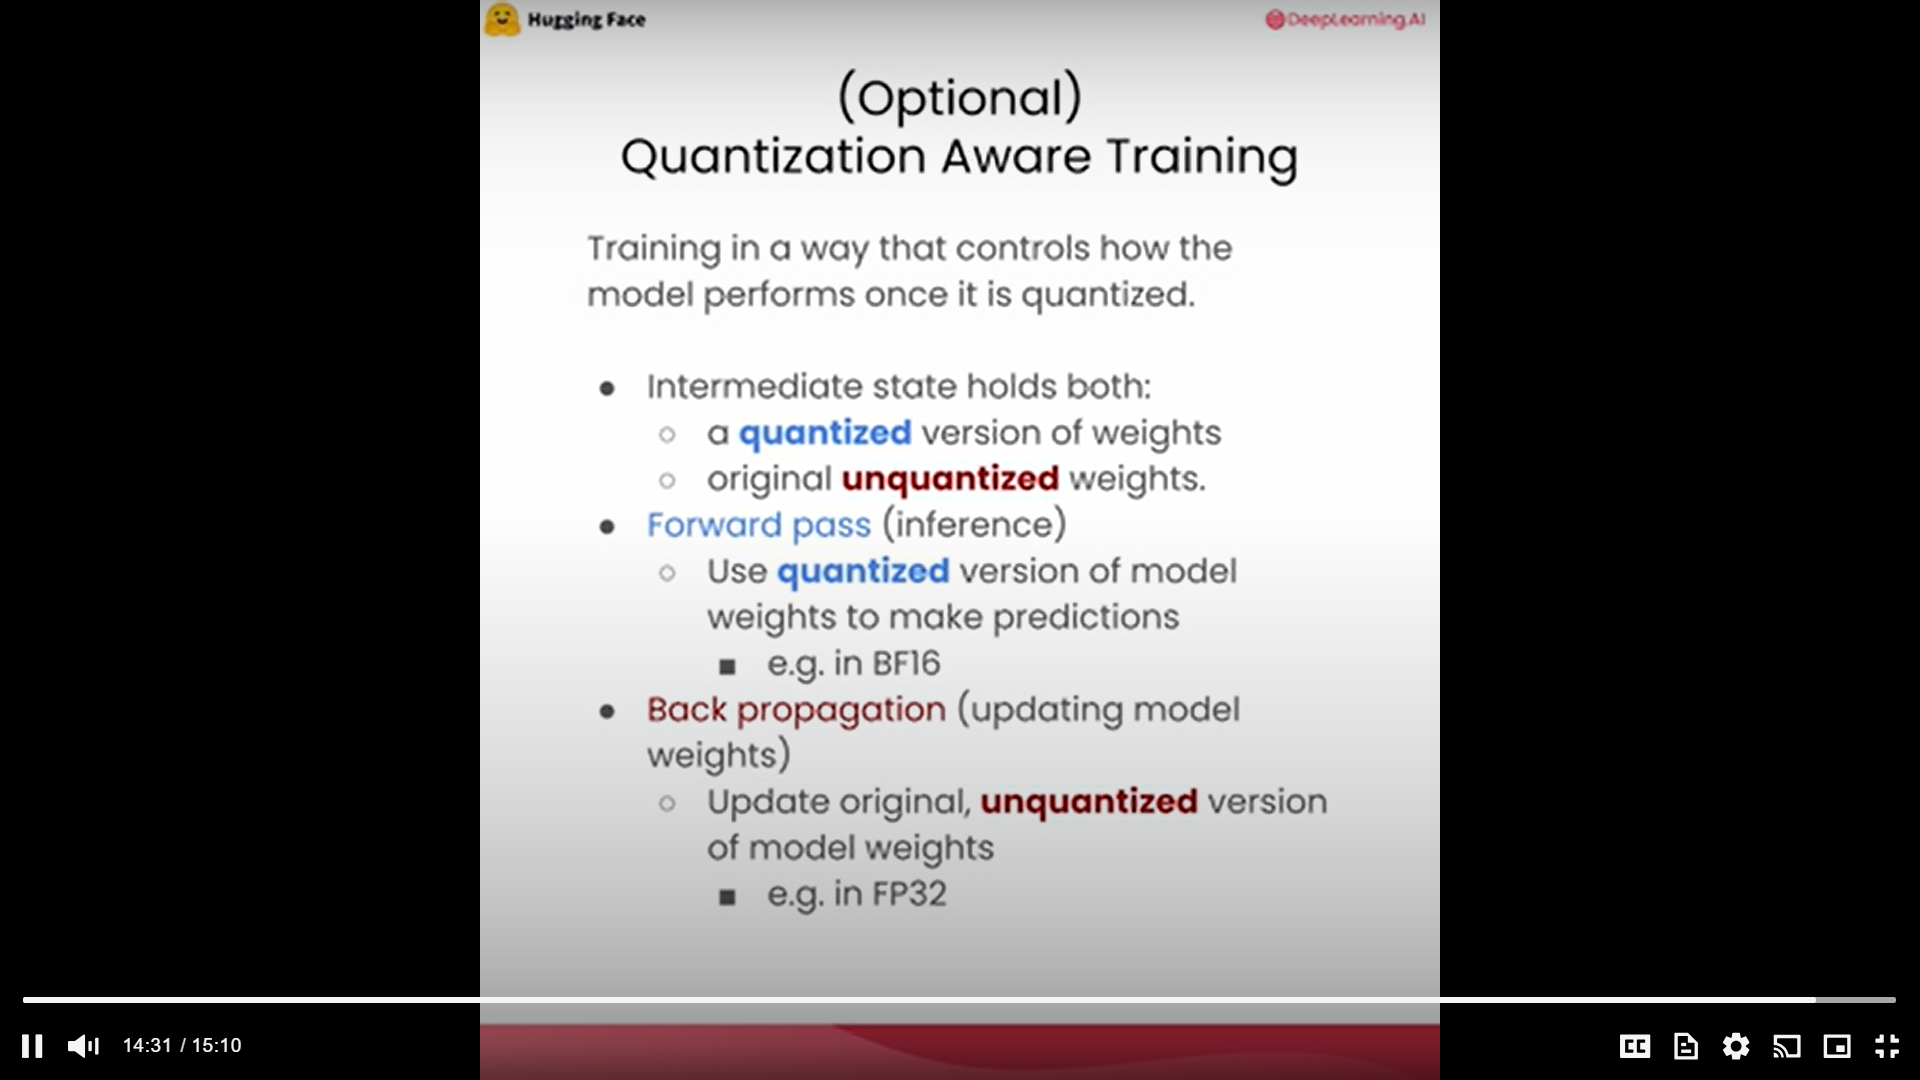 Hugging Face
DeepLearning.AI
(Optional)
Quantization Aware Training
Training in a way that controls how the
model performs once it is quantized.
● Intermediate state holds both:
○ a quantized version of weights
○ original unquantized weights.
● Forward pass (inference)
○ Use quantized version of model
weights to make predictions
■ e.g. in BF16
● Back propagation (updating model
weights)
○ Update original, unquantized version
of model weights
■ e.g. in FP32
14:31 / 15:10
CC